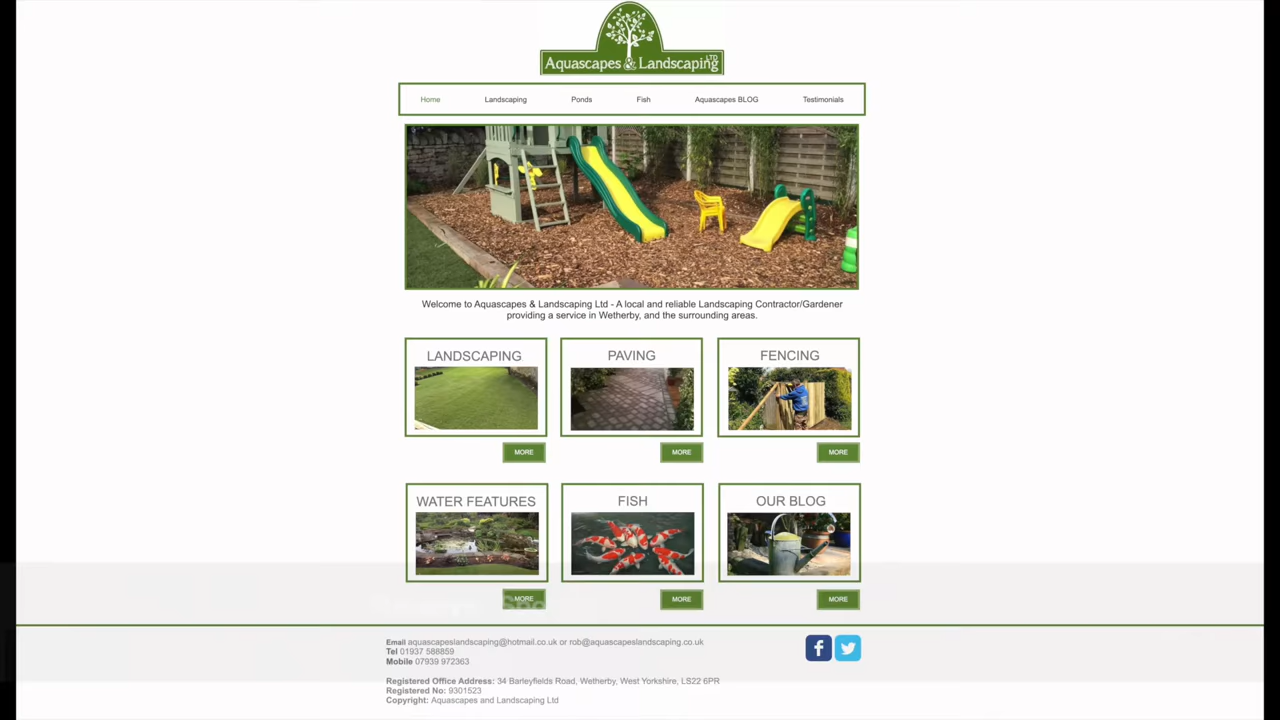 Aquascapes & Landscaping LTD
Home Landscaping Ponds Fish Aquascapes BLOG Testimonials
Welcome to Aquascapes & Landscaping Ltd - A local and reliable Landscaping Contractor/Gardener
providing a service in Wetherby, and the surrounding areas.
LANDSCAPING PAVING FENCING
MORE MORE MORE
WATER FEATURES FISH OUR BLOG
MORE MORE MORE
Email aquascapeslandscaping@hotmail.co.uk or rob@aquascapeslandscaping.co.uk
Tel 01937 588859
Mobile 07939 972363
Registered Office Address: 34 Barleyfields Road, Wetherby, West Yorkshire, LS22 6PR
Registered No: 9301523
Copyright: Aquascapes and Landscaping Ltd